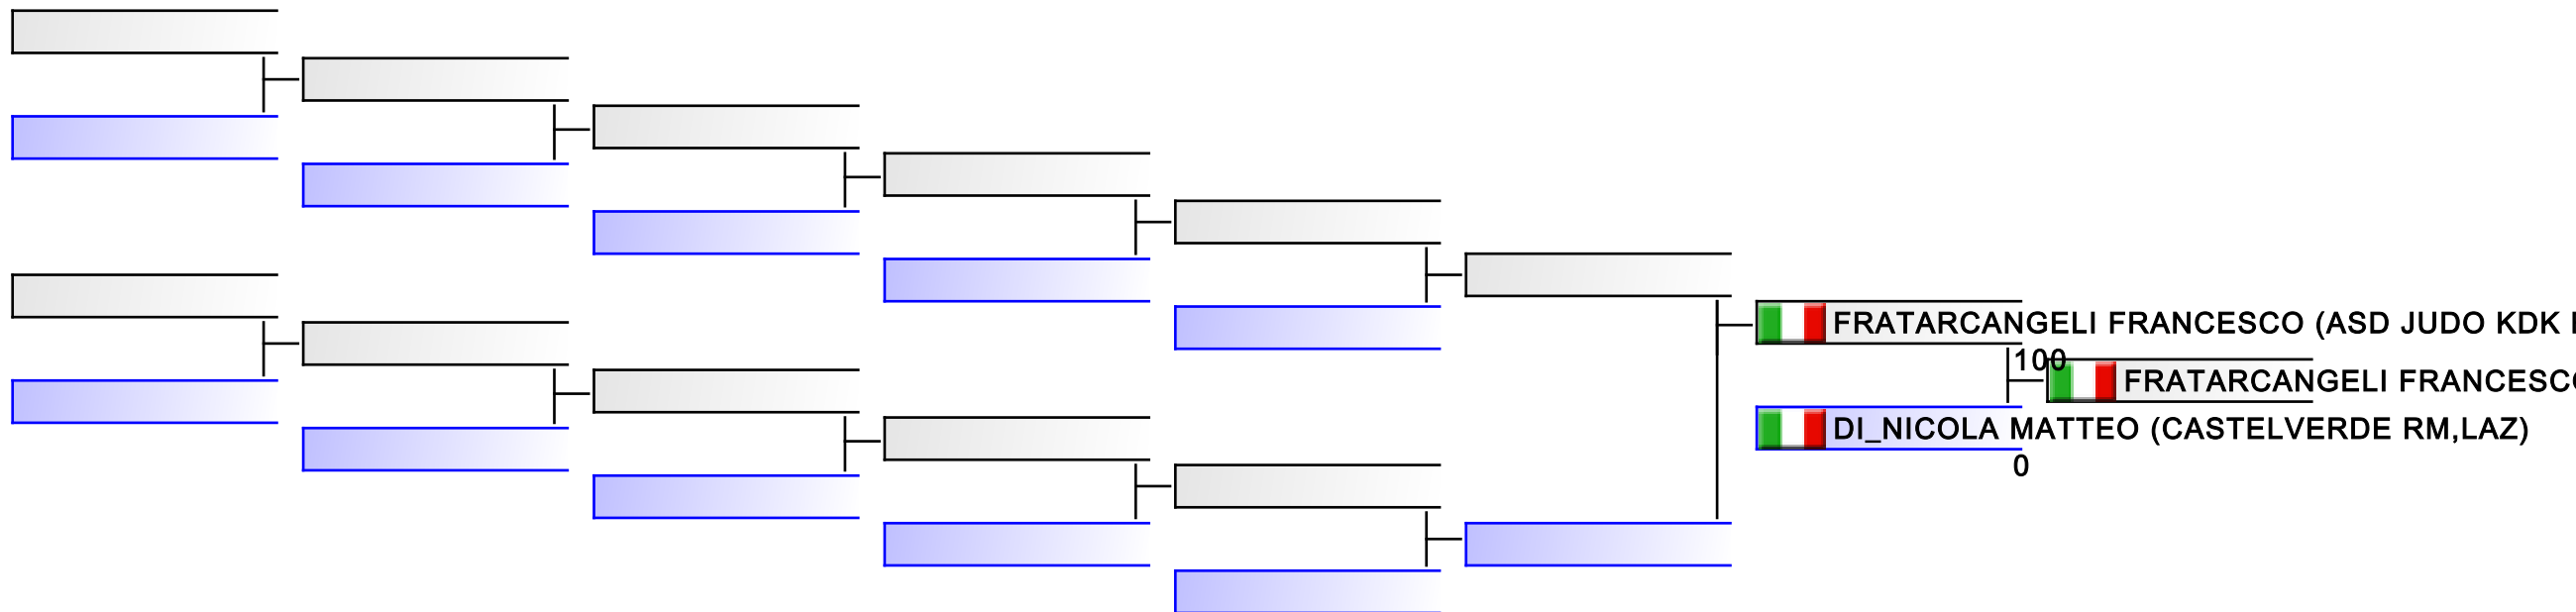 FRATARCANGELI FRANCESCO (ASD JUDO KDK
100
FRATARCANGELI FRANCESCO
DI_NICOLA MATTEO (CASTELVERDE RM,LAZ)
0